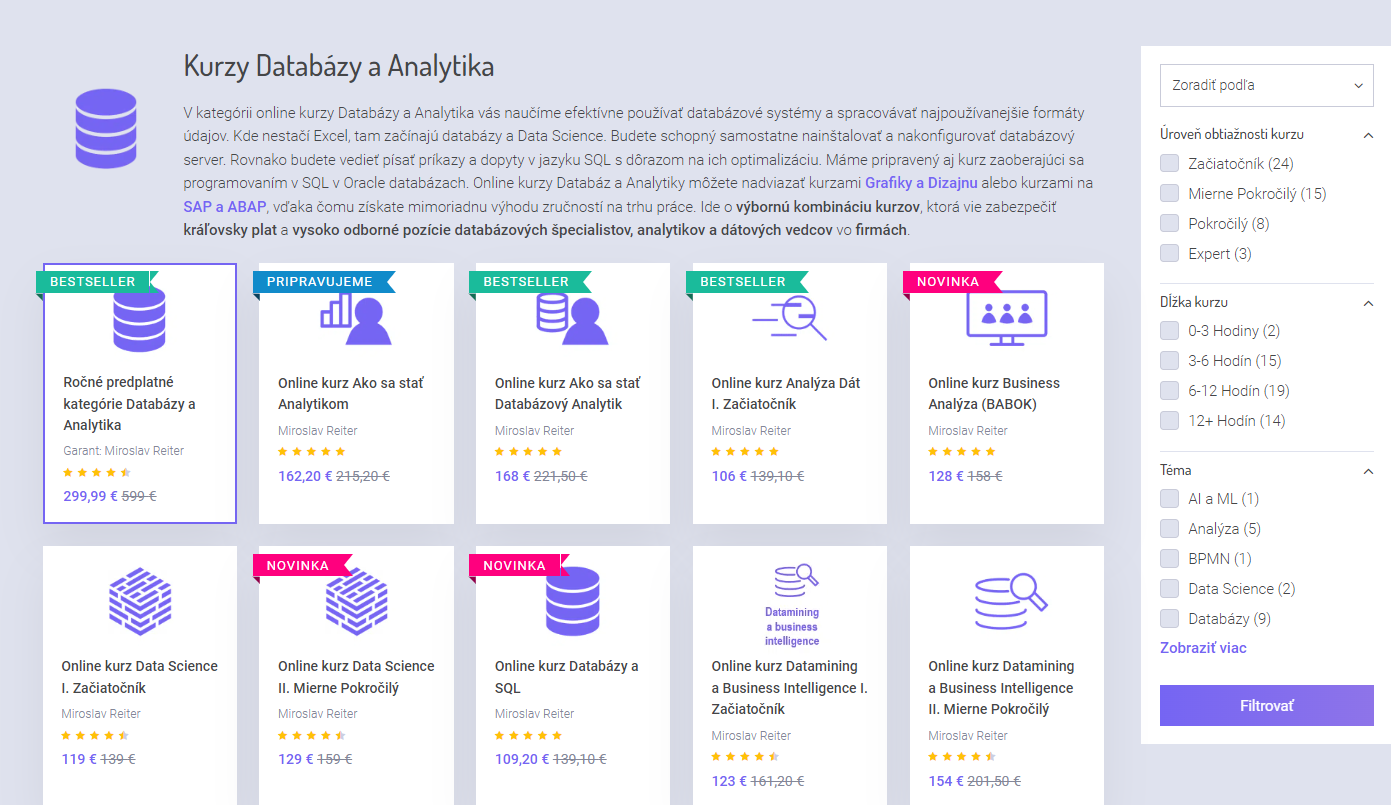 Kurzy Databázy a Analytika
V kategórii online kurzy Databázy a Analytika vás naučíme efektívne používať databázové systémy a spracovávať najpoužívanejšie formáty
údajov. Kde nestačí Excel, tam začínajú databázy a Data Science. Budete schopný samostatne nainštalovať a nakonfigurovať databázový
server. Rovnako budete vedieť písať príkazy a dopyty v jazyku SQL s dôrazom na ich optimalizáciu. Máme pripravený aj kurz zaoberajúci sa
programovaním v SQL v Oracle databázach. Online kurzy Databáz a Analytiky môžete nadviazať kurzami Grafiky a Dizajnu alebo kurzami na
SAP a ABAP, vďaka čomu získate mimoriadnu výhodu zručností na trhu práce. Ide o výbornú kombináciu kurzov, ktorá vie zabezpečiť
kráľovsky plat a vysoko odborné pozície databázových špecialistov, analytikov a dátových vedcov vo firmách.
BESTSELLER
Ročné predplatné
kategórie Databázy a
Analytika
Garant: Miroslav Reiter
299,99 € 599 €
PRIPRAVUJEME
Online kurz Ako sa stať
Analytikom
Miroslav Reiter
162,20 € 215,20 €
BESTSELLER
Online kurz Ako sa stať
Databázový Analytik
Miroslav Reiter
168 € 221,50 €
BESTSELLER
Online kurz Analýza Dát
I. Začiatočník
Miroslav Reiter
106 € 139,10 €
NOVINKA
Online kurz Business
Analýza (BABOK)
Miroslav Reiter
128 € 158 €
Online kurz Data Science
I. Začiatočník
Miroslav Reiter
119 € 139 €
NOVINKA
Online kurz Data Science
II. Mierne Pokročilý
Miroslav Reiter
129 € 159 €
NOVINKA
Online kurz Databázy a
SQL
Miroslav Reiter
109,20 € 139,10 €
Datamining
a business
intelligence
Online kurz Datamining
a Business Intelligence I.
Začiatočník
Miroslav Reiter
123 € 161,20 €
Online kurz Datamining
a Business Intelligence
II. Mierne Pokročilý
Miroslav Reiter
154 € 201,50 €
Zoradiť podľa
Úroveň obtiažnosti kurzu
Začiatočník (24)
Mierne Pokročilý (15)
Pokročilý (8)
Expert (3)
Dĺžka kurzu
0-3 Hodiny (2)
3-6 Hodín (15)
6-12 Hodín (19)
12+ Hodín (14)
Téma
AI a ML (1)
Analýza (5)
BPMN (1)
Data Science (2)
Databázy (9)
Zobraziť viac
Filtrovať